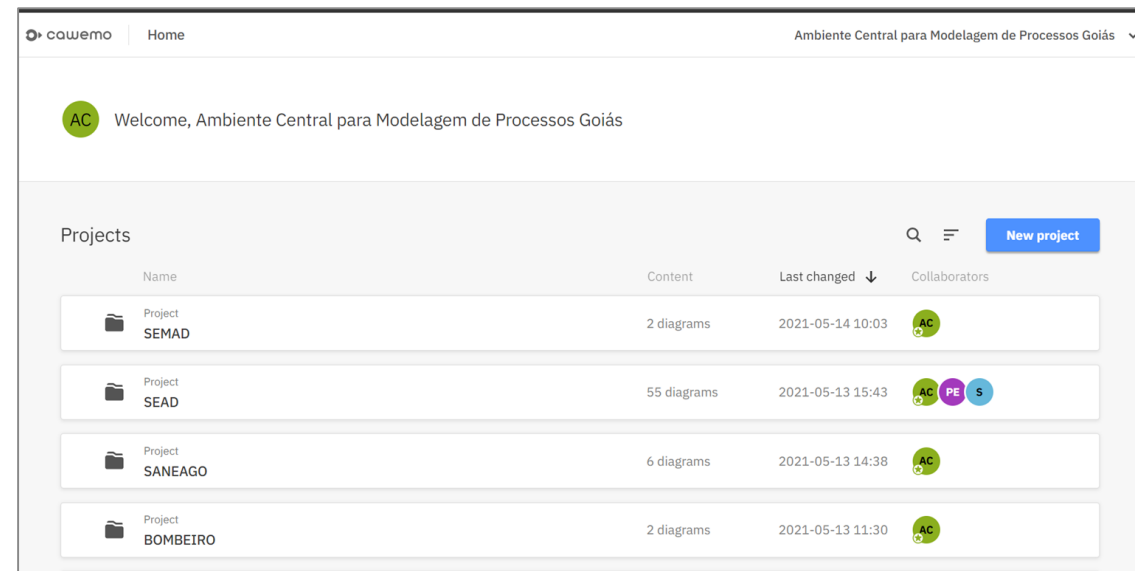 cawemo Home Ambiente Central para Modelagem de Processos Goiás
AC Welcome, Ambiente Central para Modelagem de Processos Goiás
Projects New project
Name Content Last changed Collaborators
Project
SEMAD 2 diagrams 2021-05-14 10:03 AC
Project
SEAD 55 diagrams 2021-05-13 15:43 AC PE S
Project
SANEAGO 6 diagrams 2021-05-13 14:38 AC
Project
BOMBEIRO 2 diagrams 2021-05-13 11:30 AC